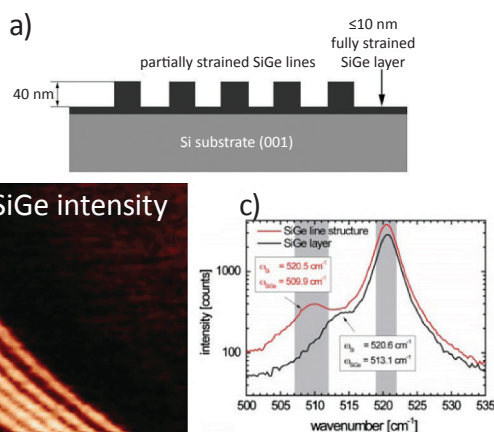 a)
≤10 nm
fully strained
SiGe layer
partially strained SiGe lines
40 nm
Si substrate (001)
SiGe intensity
c)
SiGe line structure
SiGe layer
ω_Si = 520.5 cm⁻¹
ω_SiGe = 509.9 cm⁻¹
ω_Si = 520.6 cm⁻¹
ω_SiGe = 513.1 cm⁻¹
intensity [counts]
1000
100
500 505 510 515 520 525 530 535
wavenumber [cm⁻¹]